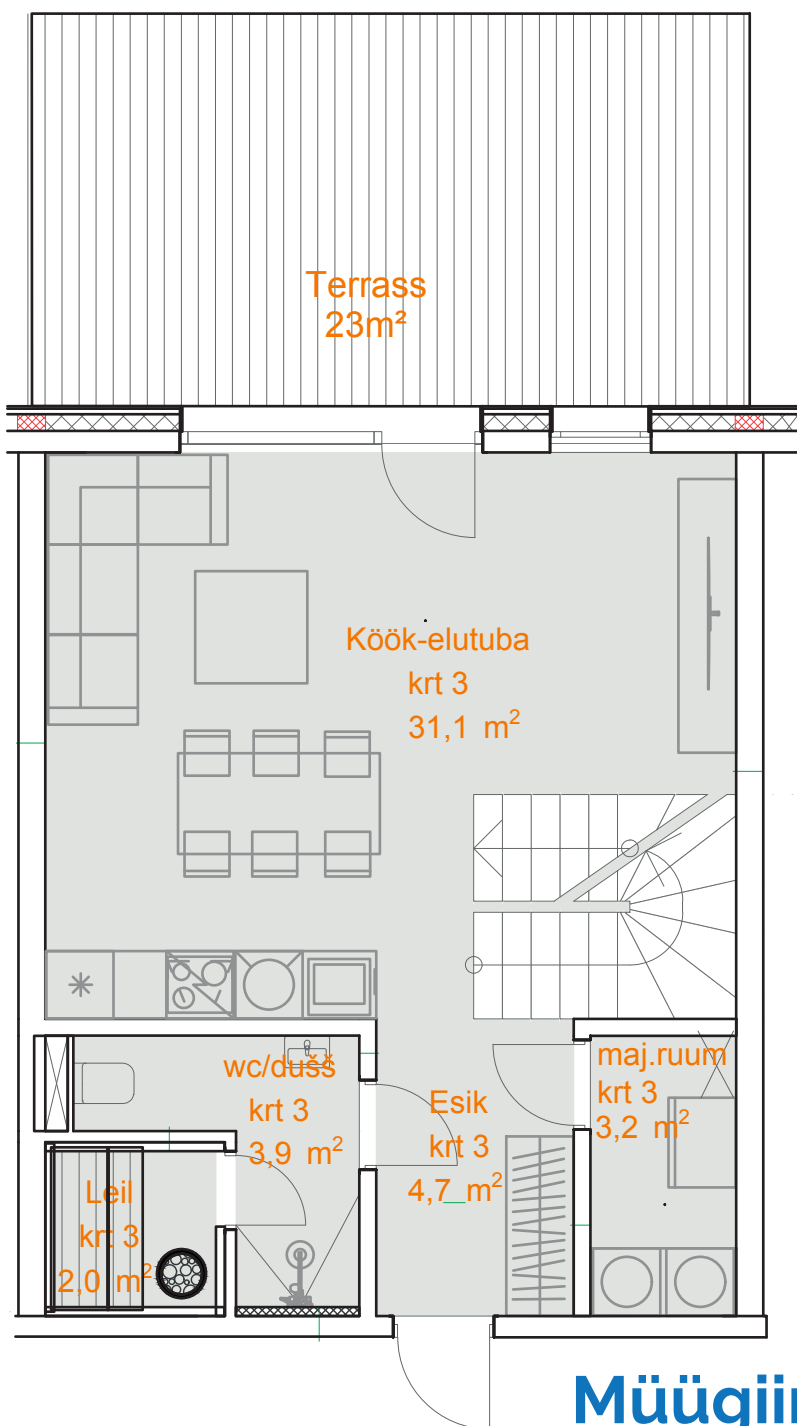 Terrass
23m²
Köök-elutuba
krt 3
31,1 m²
wc/dušš
krt 3
3,9 m²
Esik
krt 3
4,7 m²
maj.ruum
krt 3
3,2 m²
Leil
krt 3
2,0 m²